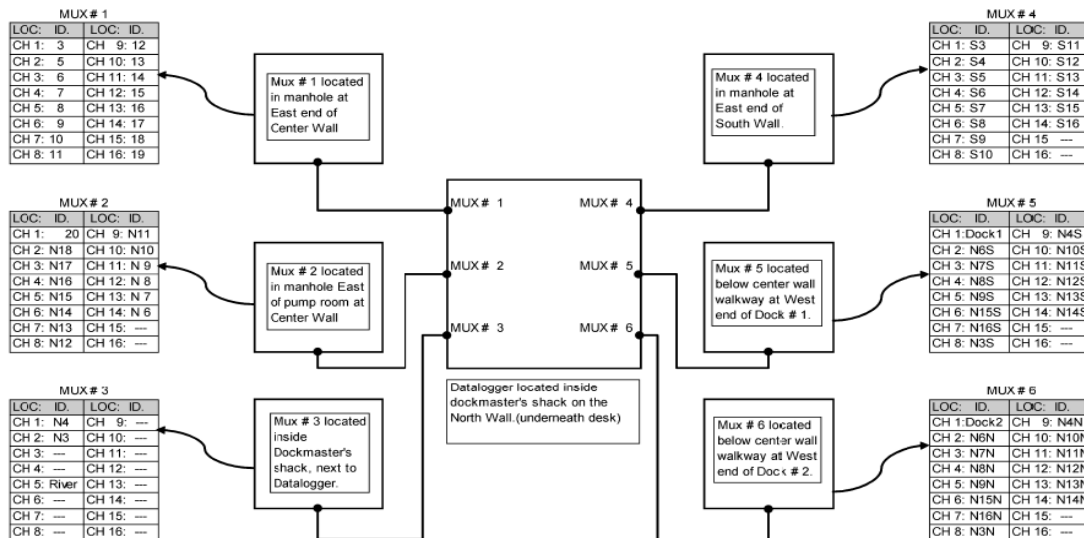 MUX # 1
LOC: ID. LOC: ID.
CH 1: 3 CH 9: 12
CH 2: 5 CH 10: 13
CH 3: 6 CH 11: 14
CH 4: 7 CH 12: 15
CH 5: 8 CH 13: 16
CH 6: 9 CH 14: 17
CH 7: 10 CH 15: 18
CH 8: 11 CH 16: 19
Mux # 1 located
in manhole at
East end of
Center Wall
MUX # 2
LOC: ID. LOC: ID.
CH 1: 20 CH 9: N11
CH 2: N18 CH 10: N10
CH 3: N17 CH 11: N 9
CH 4: N16 CH 12: N 8
CH 5: N15 CH 13: N 7
CH 6: N14 CH 14: N 6
CH 7: N13 CH 15: ---
CH 8: N12 CH 16: ---
Mux # 2 located
in manhole East
of pump room at
Center Wall
MUX # 3
LOC: ID. LOC: ID.
CH 1: N4 CH 9: ---
CH 2: N3 CH 10: ---
CH 3: --- CH 11: ---
CH 4: --- CH 12: ---
CH 5: River CH 13: ---
CH 6: --- CH 14: ---
CH 7: --- CH 15: ---
CH 8: --- CH 16: ---
Mux # 3 located
inside
Dockmaster's
shack, next to
Datalogger.
MUX # 1 MUX # 4
MUX # 2 MUX # 5
MUX # 3 MUX # 6
Datalogger located inside
dockmaster's shack on the
North Wall.(underneath desk)
Mux # 4 located
in manhole at
East end of
South Wall.
MUX # 4
LOC: ID. LOC: ID.
CH 1: S3 CH 9: S11
CH 2: S4 CH 10: S12
CH 3: S5 CH 11: S13
CH 4: S6 CH 12: S14
CH 5: S7 CH 13: S15
CH 6: S8 CH 14: S16
CH 7: S9 CH 15 ---
CH 8: S10 CH 16: ---
Mux # 5 located
below center wall
walkway at West
end of Dock # 1.
MUX # 5
LOC: ID. LOC: ID.
CH 1:Dock1 CH 9: N4S
CH 2: N6S CH 10: N10S
CH 3: N7S CH 11: N11S
CH 4: N8S CH 12: N12S
CH 5: N9S CH 13: N13S
CH 6: N15S CH 14: N14S
CH 7: N16S CH 15: ---
CH 8: N3S CH 16: ---
Mux # 6 located
below center wall
walkway at West
end of Dock # 2.
MUX # 6
LOC: ID. LOC: ID.
CH 1:Dock2 CH 9: N4N
CH 2: N6N CH 10: N10N
CH 3: N7N CH 11: N11N
CH 4: N8N CH 12: N12N
CH 5: N9N CH 13: N13N
CH 6: N15N CH 14: N14N
CH 7: N16N CH 15: ---
CH 8: N3N CH 16: ---